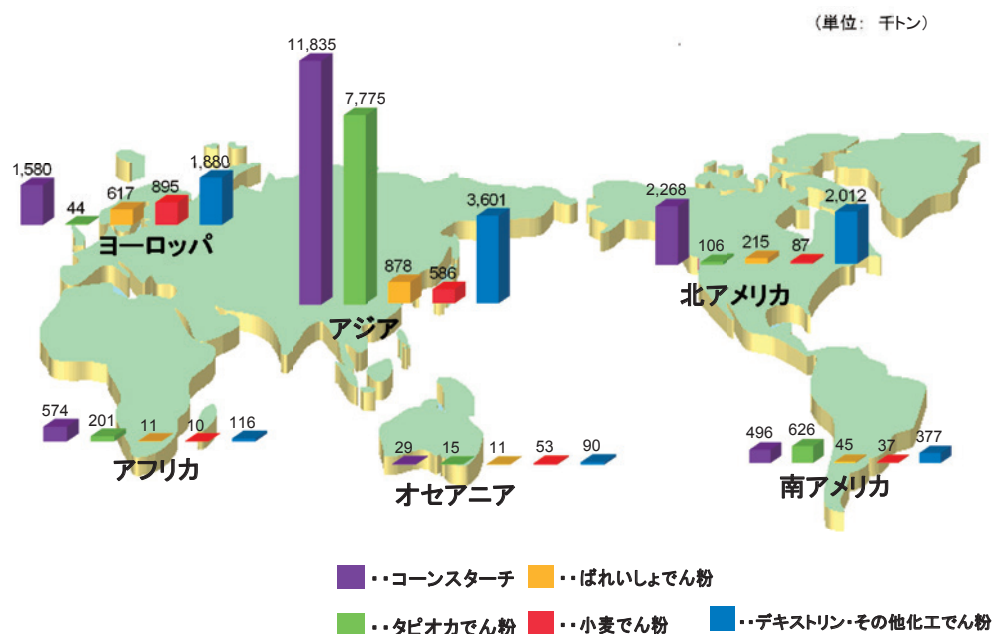 (単位: 千トン)
11,835
7,775
878
586
3,601
アジア
1,580
44
617
895
1,880
ヨーロッパ
2,268
106
215
87
2,012
北アメリカ
574
201
11
10
116
アフリカ
29
15
11
53
90
オセアニア
496
626
45
37
377
南アメリカ
・・コーンスターチ
・・ばれいしょでん粉
・・タピオカでん粉
・・小麦でん粉
・・デキストリン・その他化工でん粉